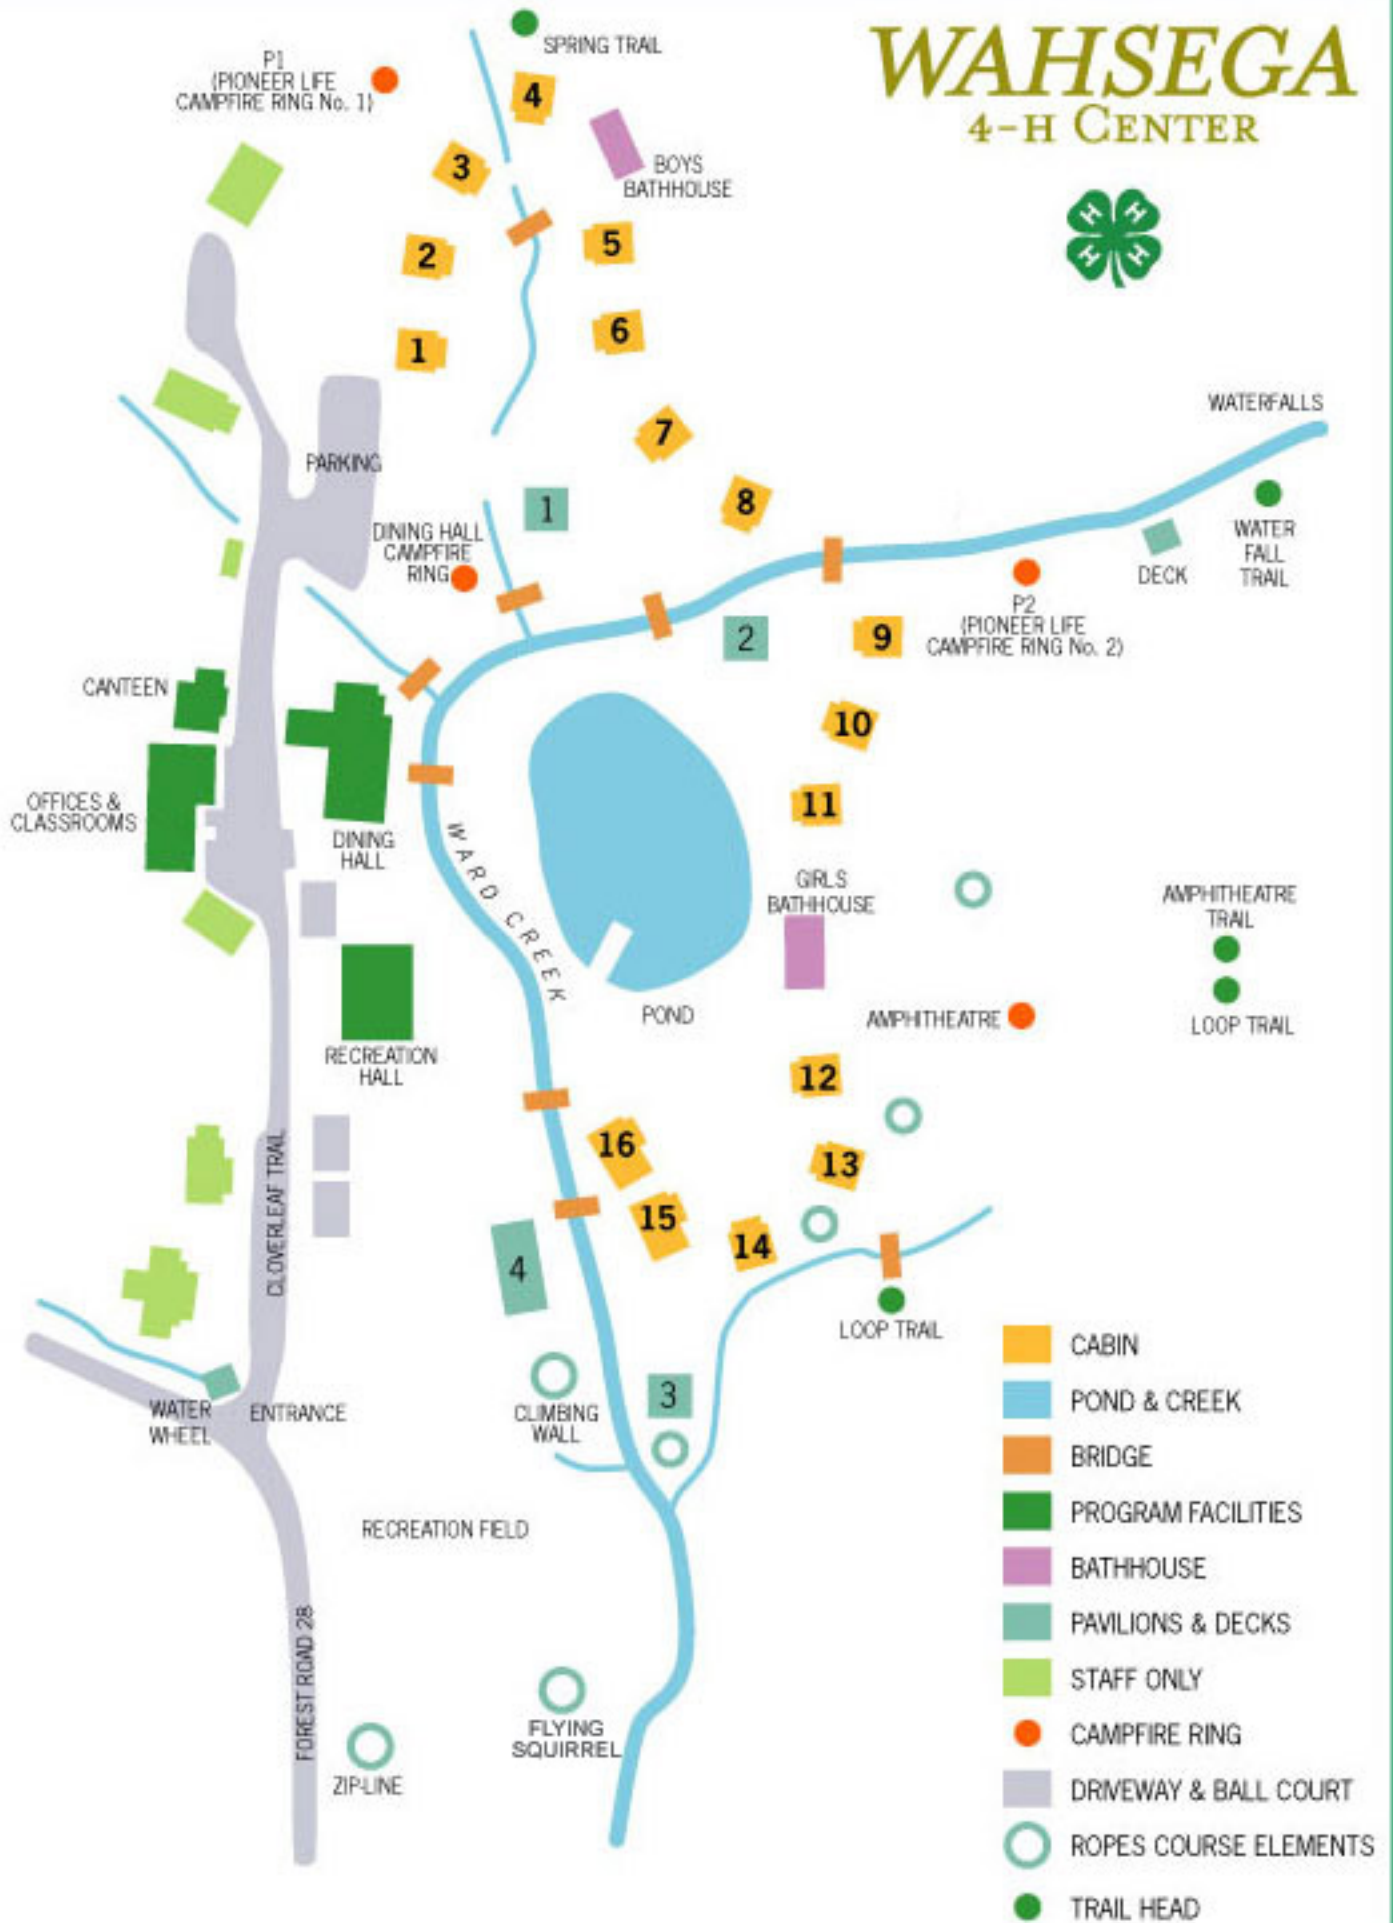 WAHSEGA
4-H CENTER
H H
H H
SPRING TRAIL
P1
(PIONEER LIFE
CAMPFIRE RING No. 1)
4
3
BOYS
BATHHOUSE
2
5
1
6
7
WATERFALLS
PARKING
8
1
DINING HALL
CAMPFIRE
RING
WATER
FALL
TRAIL
DECK
P2
(PIONEER LIFE
CAMPFIRE RING No. 2)
2
9
CANTEEN
10
OFFICES &
CLASSROOMS
11
DINING
HALL
WARD CREEK
GIRLS
BATHHOUSE
AMPHITHEATRE
TRAIL
POND
AMPHITHEATRE
LOOP TRAIL
RECREATION
HALL
12
16
13
CLOVERLEAF TRAIL
15
14
4
LOOP TRAIL
3
WATER
WHEEL
ENTRANCE
CLIMBING
WALL
RECREATION FIELD
FOREST ROAD 28
FLYING
SQUIRREL
ZIP-LINE
CABIN
POND & CREEK
BRIDGE
PROGRAM FACILITIES
BATHHOUSE
PAVILIONS & DECKS
STAFF ONLY
CAMPFIRE RING
DRIVEWAY & BALL COURT
ROPES COURSE ELEMENTS
TRAIL HEAD